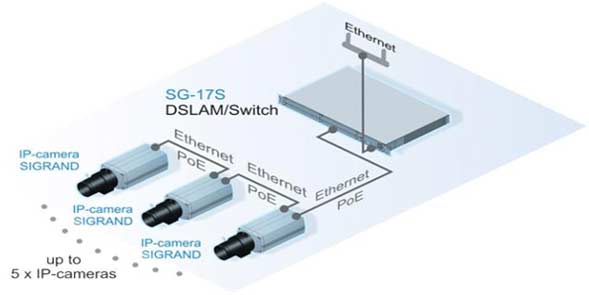 Ethernet
SG-17S
DSLAM/Switch
Ethernet
PoE
IP-camera
SIGRAND
Ethernet
PoE
Ethernet
PoE
IP-camera
SIGRAND
IP-camera
SIGRAND
up to
5 x IP-cameras